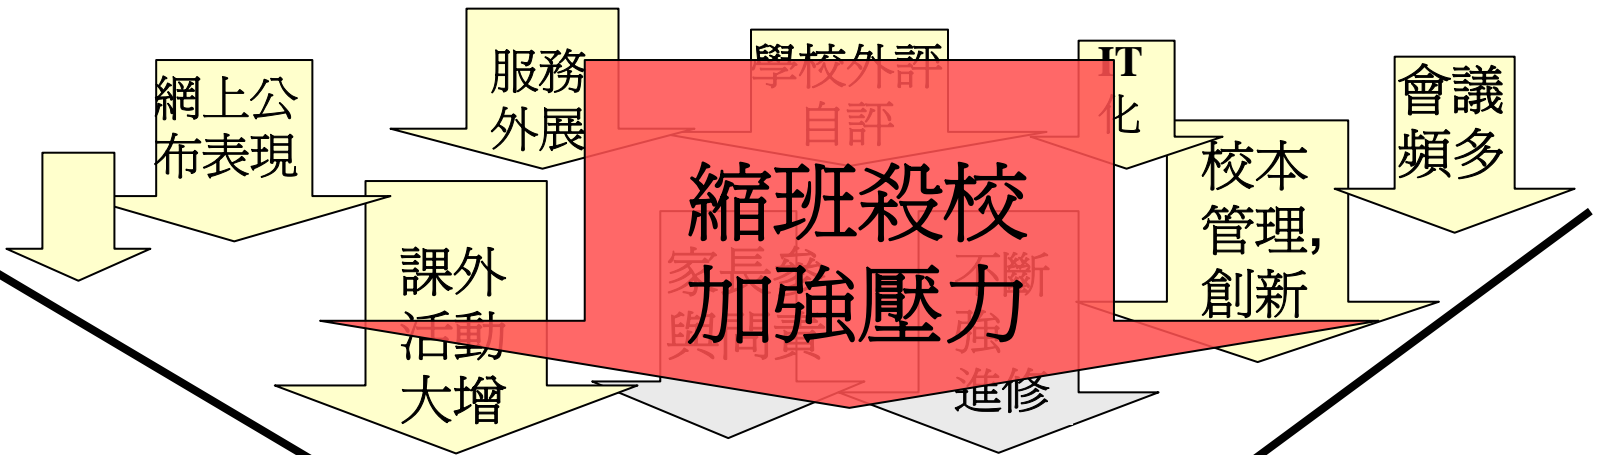 網上公
布表現
服務
外展
學校外評
自評
IT
化
會議
頻多
校本
管理,
創新
課外
活動
大增
縮班殺校
加強壓力
家長參
與問責
不斷
強
進修